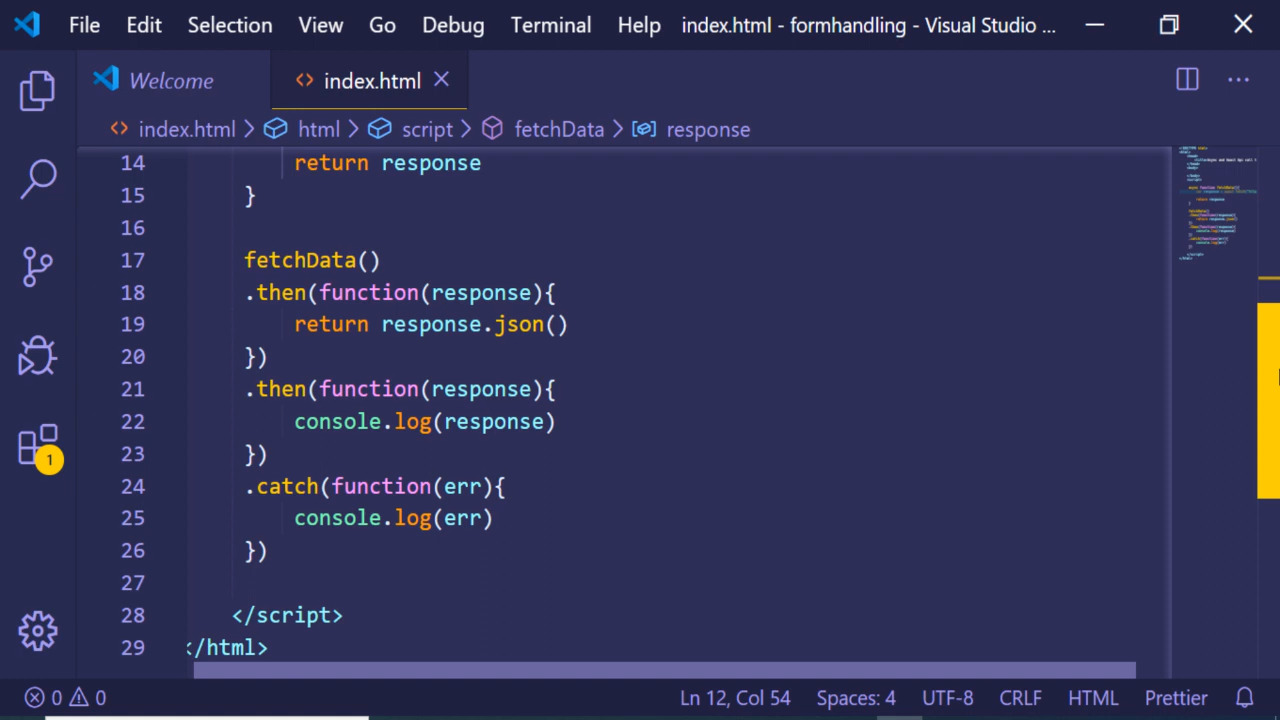 File Edit Selection View Go Debug Terminal Help index.html - formhandling - Visual Studio ...
Welcome index.html
index.html > html > script > fetchData > response
14 return response
15 }
16
17 fetchData()
18 .then(function(response){
19 return response.json()
20 })
21 .then(function(response){
22 console.log(response)
23 })
24 .catch(function(err){
25 console.log(err)
26 })
27
28 </script>
29 </html>
1
0 0 Ln 12, Col 54 Spaces: 4 UTF-8 CRLF HTML Prettier